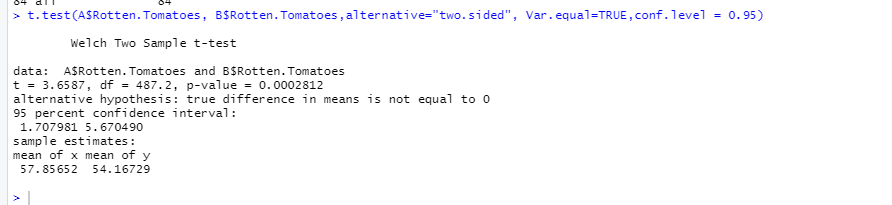 > t.test(A$Rotten.Tomatoes, B$Rotten.Tomatoes,alternative="two.sided", Var.equal=TRUE,conf.level = 0.95)
Welch Two Sample t-test
data:  A$Rotten.Tomatoes and B$Rotten.Tomatoes
t = 3.6587, df = 487.2, p-value = 0.0002812
alternative hypothesis: true difference in means is not equal to 0
95 percent confidence interval:
1.707981 5.670490
sample estimates:
mean of x mean of y
57.85652  54.16729
>